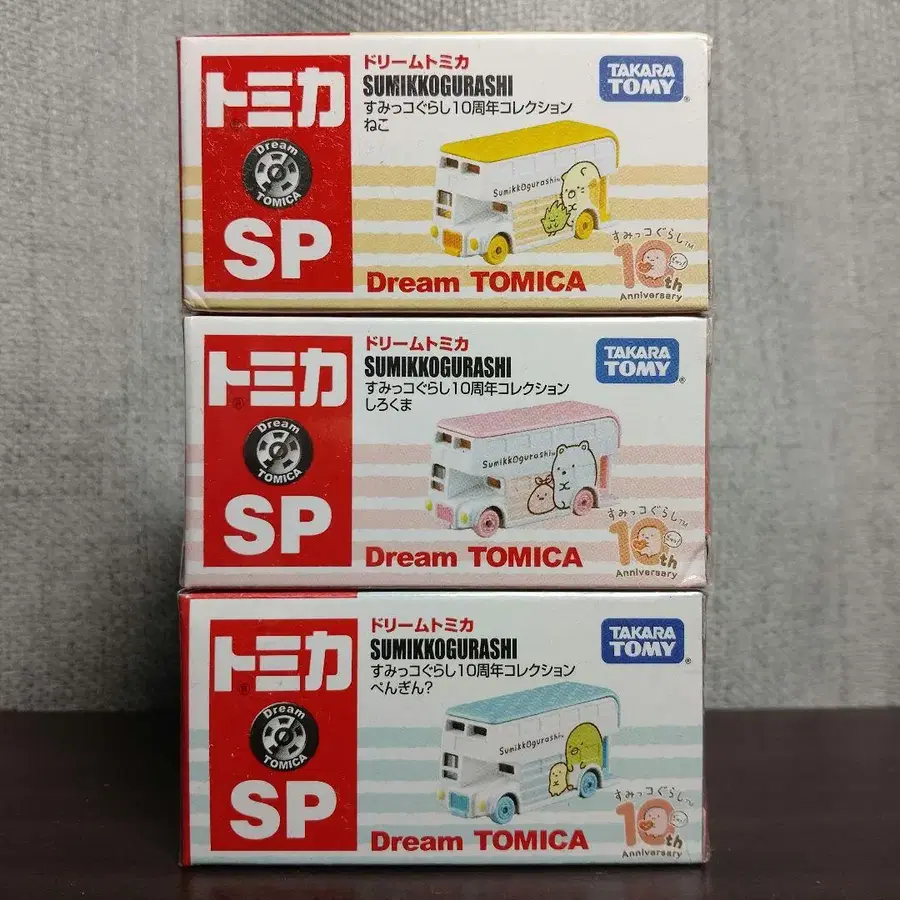 トミカ
Dream
TOMICA
SP
ドリームトミカ
SUMIKKOGURASHI
すみっコぐらし10周年コレクション
ねこ
TAKARA
TOMY
Sumikkogurashi
Dream TOMICA
すみっコぐらし
10th
Anniversary
トミカ
Dream
TOMICA
SP
ドリームトミカ
SUMIKKOGURASHI
すみっコぐらし10周年コレクション
しろくま
TAKARA
TOMY
Sumikkogurashi
Dream TOMICA
すみっコぐらし
10th
Anniversary
トミカ
Dream
TOMICA
SP
ドリームトミカ
SUMIKKOGURASHI
すみっコぐらし10周年コレクション
ぺんぎん?
TAKARA
TOMY
Sumikkogurashi
Dream TOMICA
すみっコぐらし
10th
Anniversary